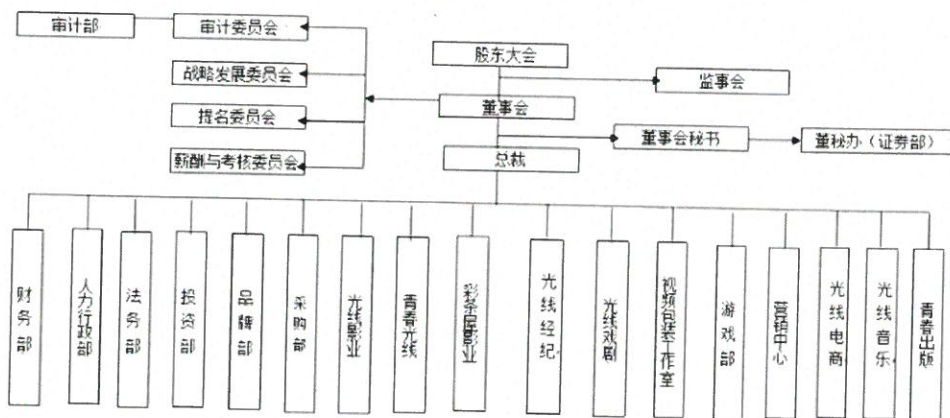 审计部
审计委员会
股东大会
战略发展委员会
监事会
董事会
提名委员会
董事会秘书
董秘办（证券部）
薪酬与考核委员会
总裁
财务部
人力行政部
法务部
投资部
品牌部
采购部
光线影业
青春光线
彩条屋影业
光线经纪
光线戏剧
视频包装工作室
游戏部
营销中心
光线电商
光线音乐
青春出版